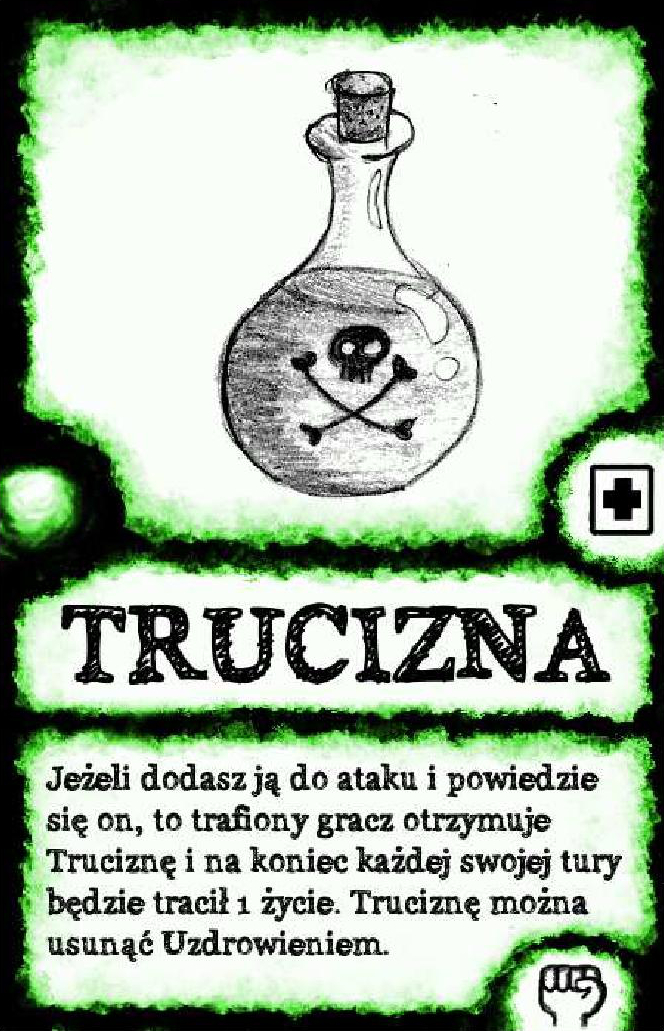 TRUCIZNA
Jeżeli dodasz ją do ataku i powiedzie
się on, to trafiony gracz otrzymuje
Truciznę i na koniec każdej swojej tury
będzie tracił 1 życie. Truciznę można
usunąć Uzdrowieniem.